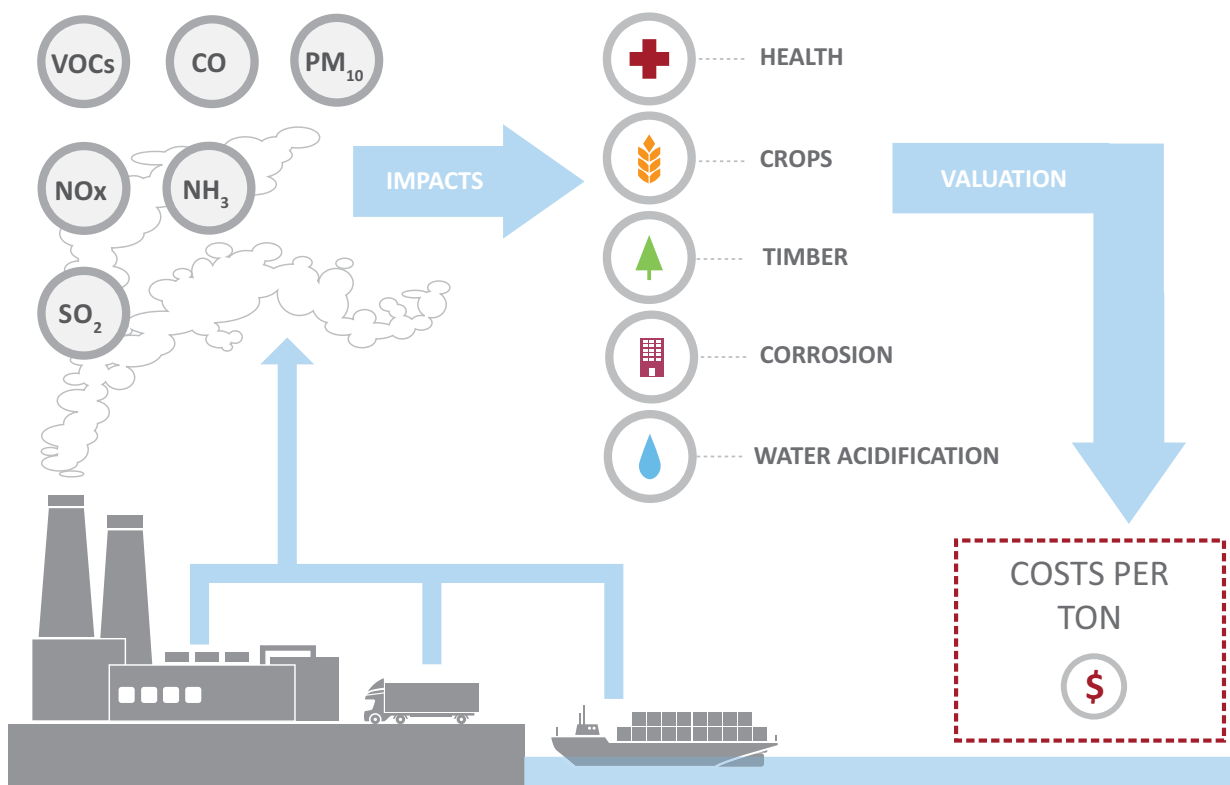 VOCs
CO
PM₁₀
NOx
NH₃
SO₂
IMPACTS
HEALTH
CROPS
TIMBER
CORROSION
WATER ACIDIFICATION
VALUATION
COSTS PER
TON
$